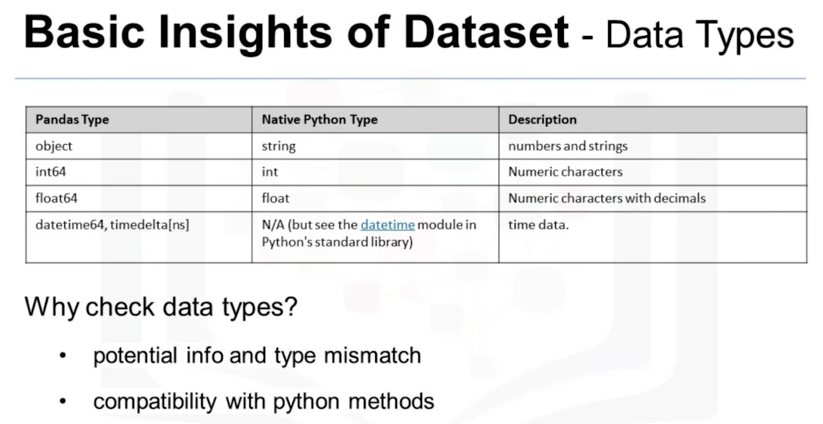 Basic Insights of Dataset - Data Types
Pandas Type Native Python Type Description
object string numbers and strings
int64 int Numeric characters
float64 float Numeric characters with decimals
datetime64, timedelta[ns] N/A (but see the datetime module in time data.
Python's standard library)
Why check data types?
• potential info and type mismatch
• compatibility with python methods